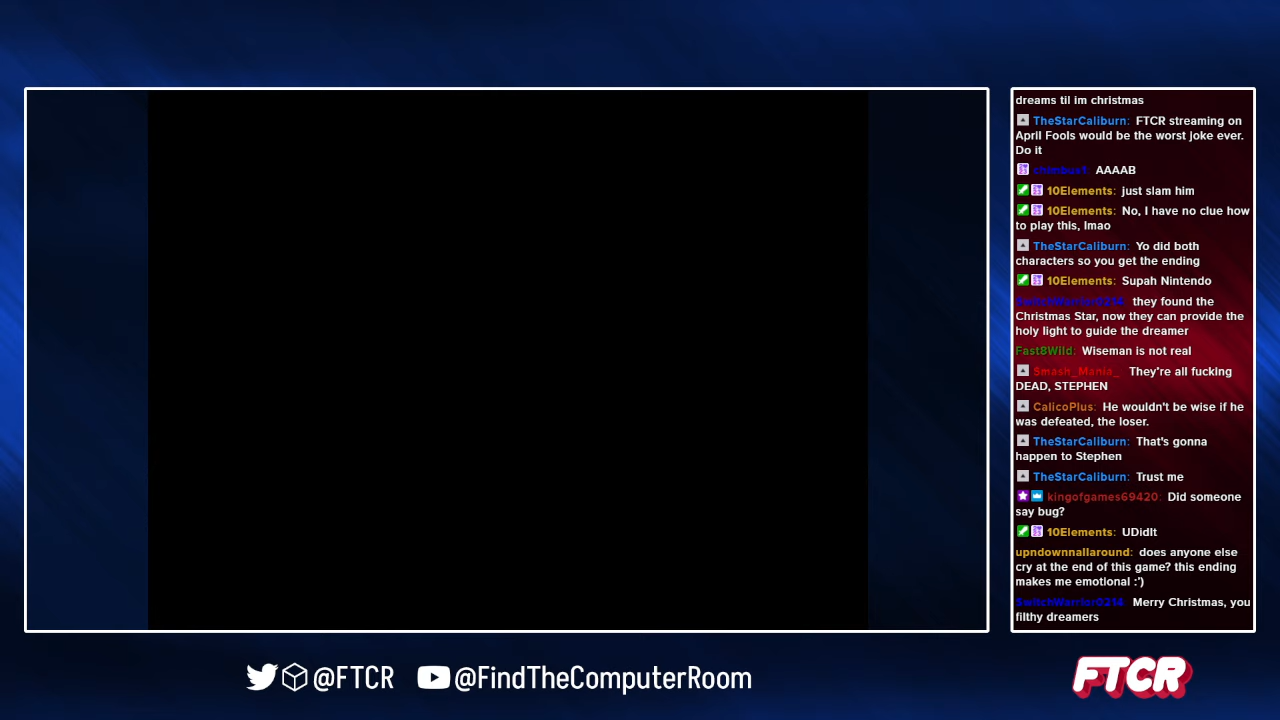 dreams til im christmas
TheStarCaliburn: FTCR streaming on
April Fools would be the worst joke ever.
Do it
chimbus1: AAAAB
10Elements: just slam him
10Elements: No, I have no clue how
to play this, lmao
TheStarCaliburn: Yo did both
characters so you get the ending
10Elements: Supah Nintendo
SwitchWarrior0214: they found the
Christmas Star, now they can provide the
holy light to guide the dreamer
Fast8Wild: Wiseman is not real
Smash_Mania_: They're all fucking
DEAD, STEPHEN
CalicoPlus: He wouldn't be wise if he
was defeated, the loser.
TheStarCaliburn: That's gonna
happen to Stephen
TheStarCaliburn: Trust me
kingofgames69420: Did someone
say bug?
10Elements: UDidIt
upndownnallaround: does anyone else
cry at the end of this game? this ending
makes me emotional :')
SwitchWarrior0214: Merry Christmas, you
filthy dreamers
@FTCR @FindTheComputerRoom
FTCR